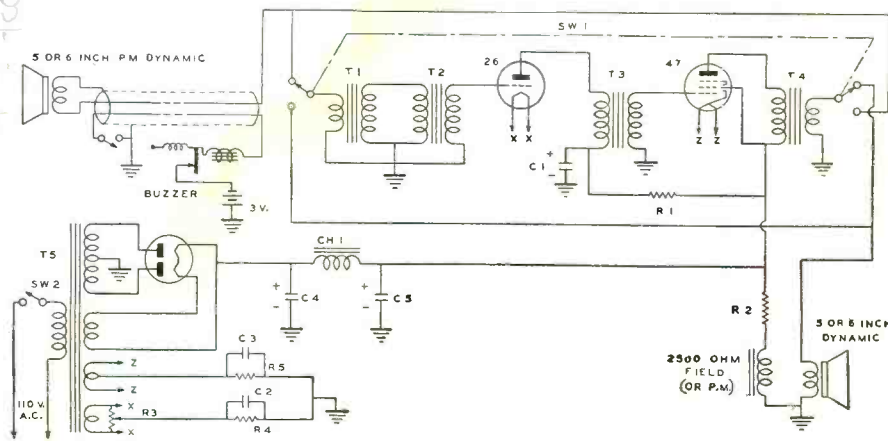 SW 1
5 OR 6 INCH PM DYNAMIC
T1
T2
26
T3
47
T4
X X
Z Z
C1
+
-
R1
BUZZER
3 V.
T5
SW2
CH 1
+
-
C4
+
-
C5
R2
5 OR 6 INCH
DYNAMIC
2500 OHM
FIELD
(OR P.M.)
C3
R5
Z
Z
C2
R4
X
R3
X
110 V.
A.C.